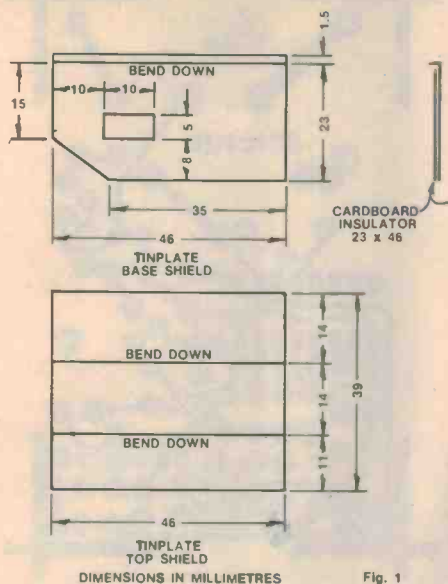 1.5
BEND DOWN
10
10
15
5
23
8
35
46
CARDBOARD
INSULATOR
23 x 46
TINPLATE
BASE SHIELD
14
BEND DOWN
14
39
BEND DOWN
11
46
TINPLATE
TOP SHIELD
DIMENSIONS IN MILLIMETRES
Fig. 1